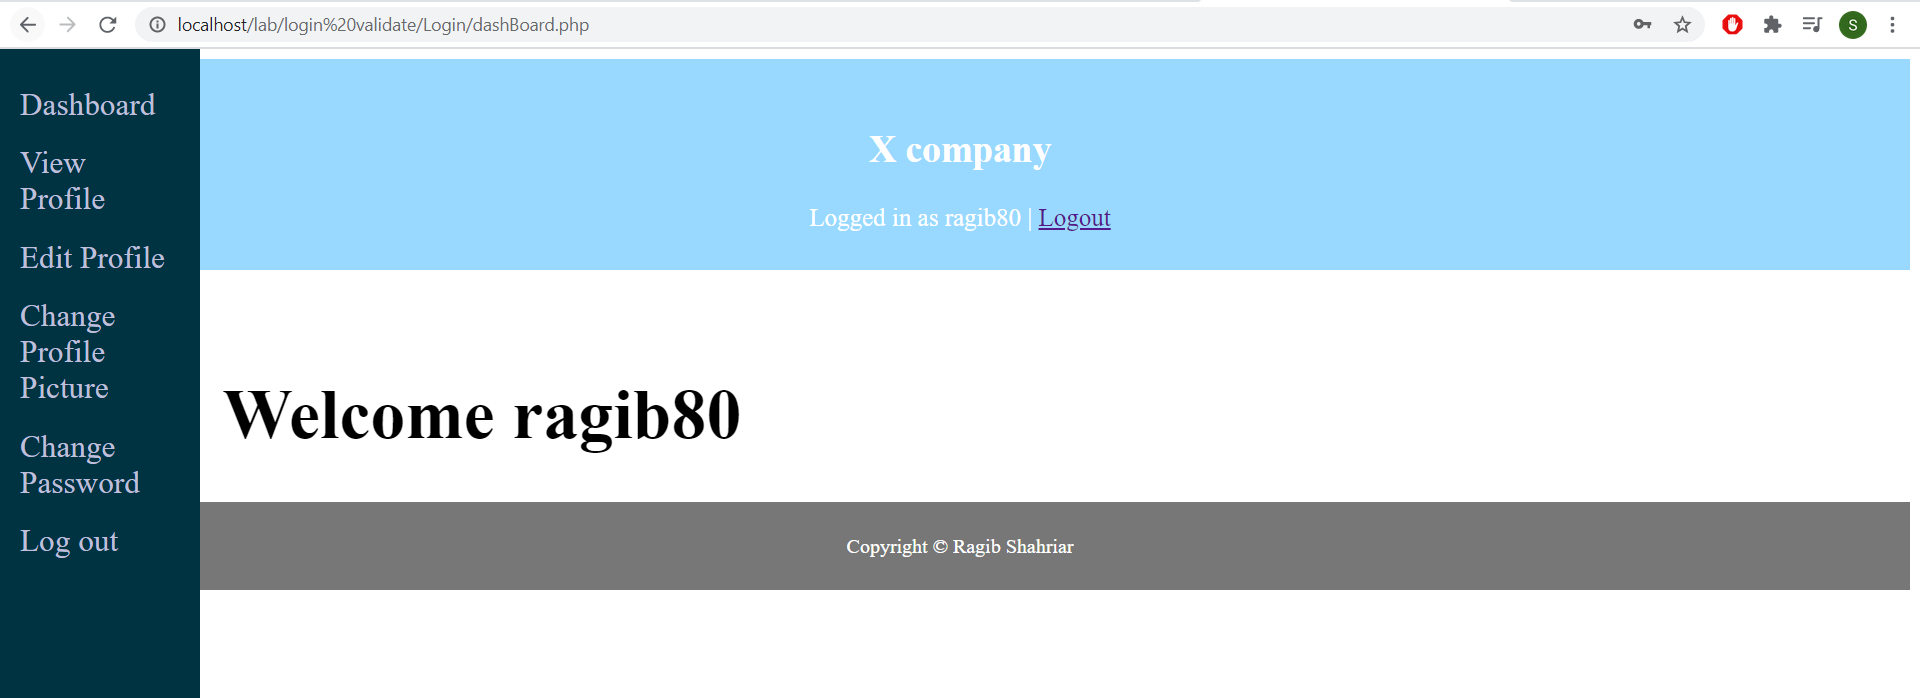 localhost/lab/login%20validate/Login/dashBoard.php
S
Dashboard
View
Profile
Edit Profile
Change
Profile
Picture
Change
Password
Log out
X company
Logged in as ragib80 | Logout
Welcome ragib80
Copyright © Ragib Shahriar